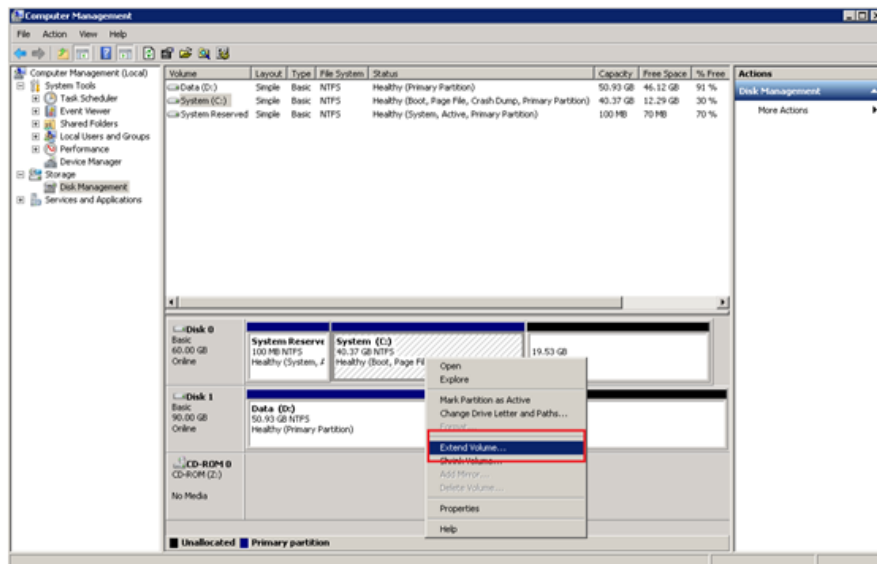 Computer Management
File Action View Help
Computer Management (Local)
System Tools
Task Scheduler
Event Viewer
Shared Folders
Local Users and Groups
Performance
Device Manager
Storage
Disk Management
Services and Applications
Volume Layout Type File System Status Capacity Free Space % Free
Data (D:) Simple Basic NTFS Healthy (Primary Partition) 50.93 GB 46.12 GB 91 %
System (C:) Simple Basic NTFS Healthy (Boot, Page File, Crash Dump, Primary Partition) 40.37 GB 12.29 GB 30 %
System Reserved Simple Basic NTFS Healthy (System, Active, Primary Partition) 100 MB 70 MB 70 %
Actions
Disk Management
More Actions
Disk 0
Basic
60.00 GB
Online
System Reserve
100 MB NTFS
Healthy (System, A
System (C:)
40.37 GB NTFS
Healthy (Boot, Page Fi
19.53 GB
Disk 1
Basic
90.00 GB
Online
Data (D:)
50.93 GB NTFS
Healthy (Primary Partition)
CD-ROM 0
CD-ROM (Z:)
No Media
Open
Explore
Mark Partition as Active
Change Drive Letter and Paths...
Format...
Extend Volume...
Shrink Volume...
Add Mirror...
Delete Volume...
Properties
Help
Unallocated Primary partition